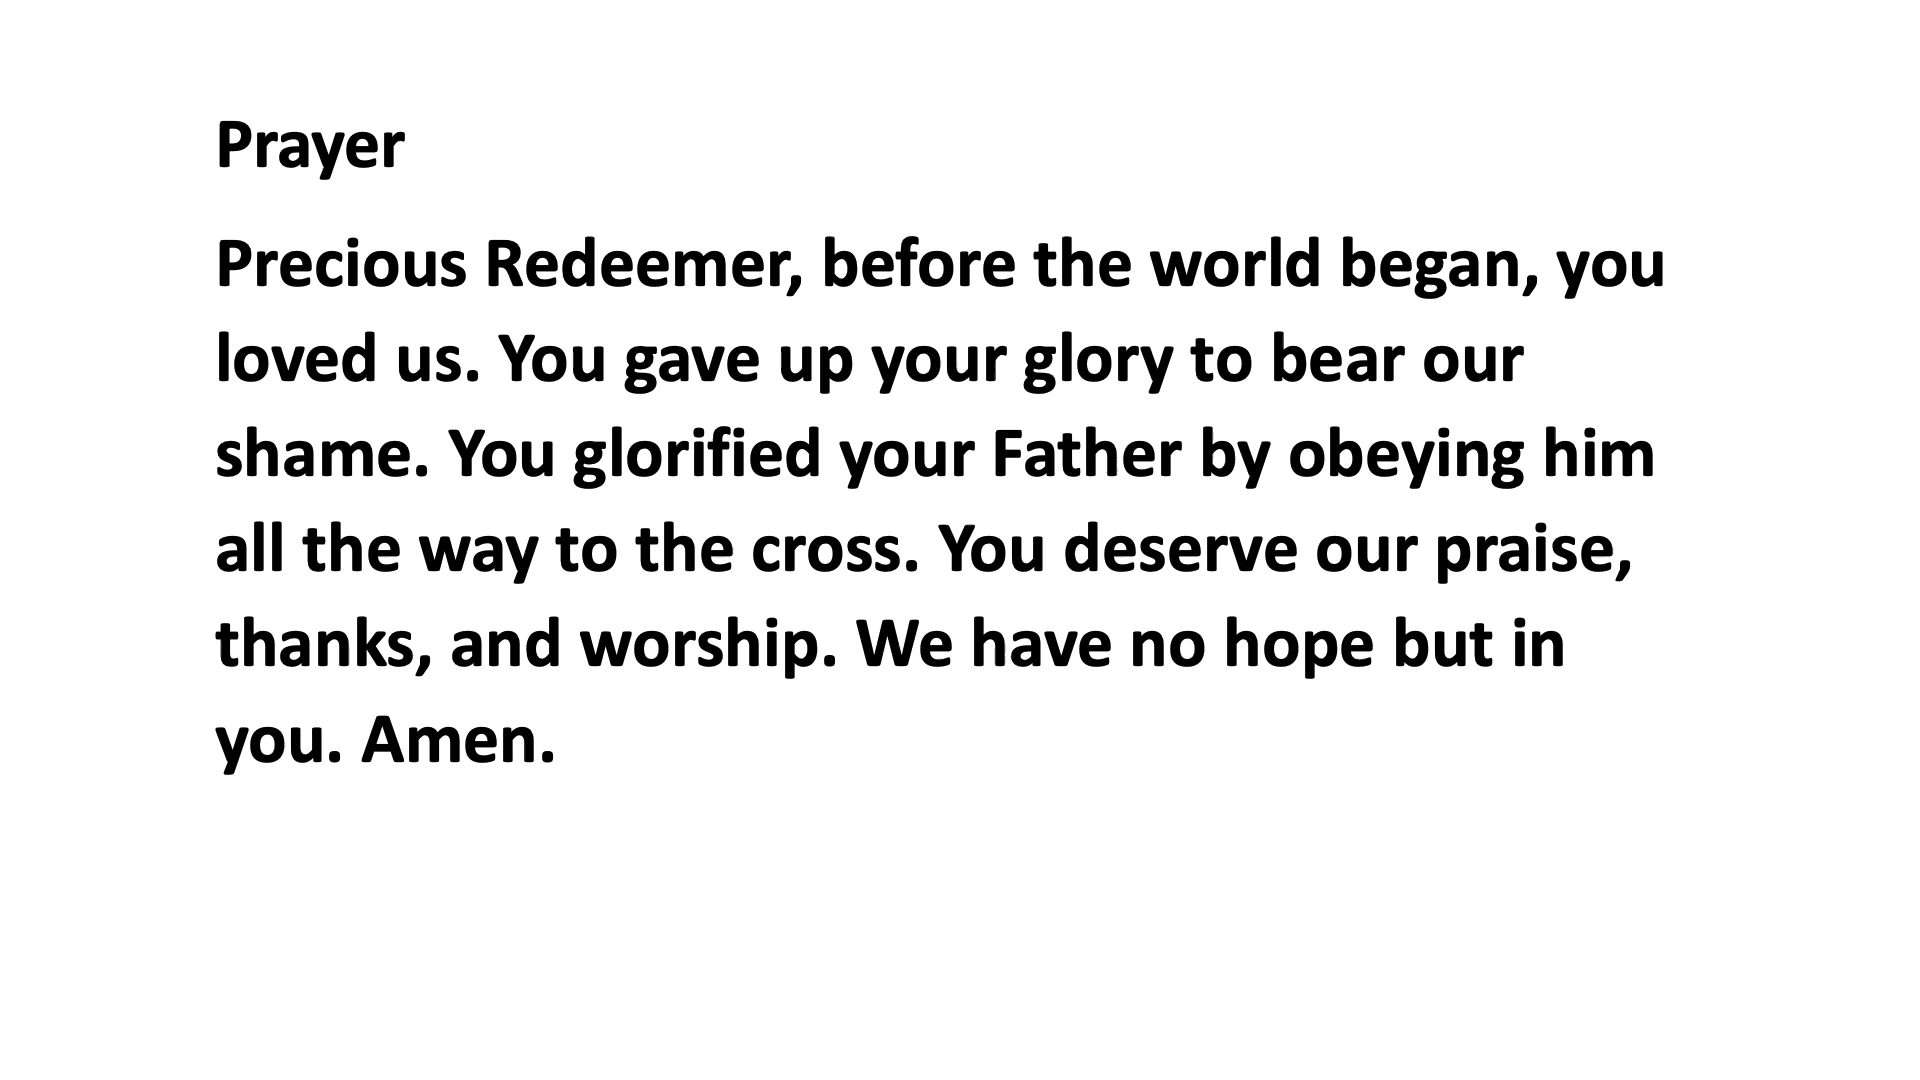 Prayer
Precious Redeemer, before the world began, you
loved us. You gave up your glory to bear our
shame. You glorified your Father by obeying him
all the way to the cross. You deserve our praise,
thanks, and worship. We have no hope but in
you. Amen.